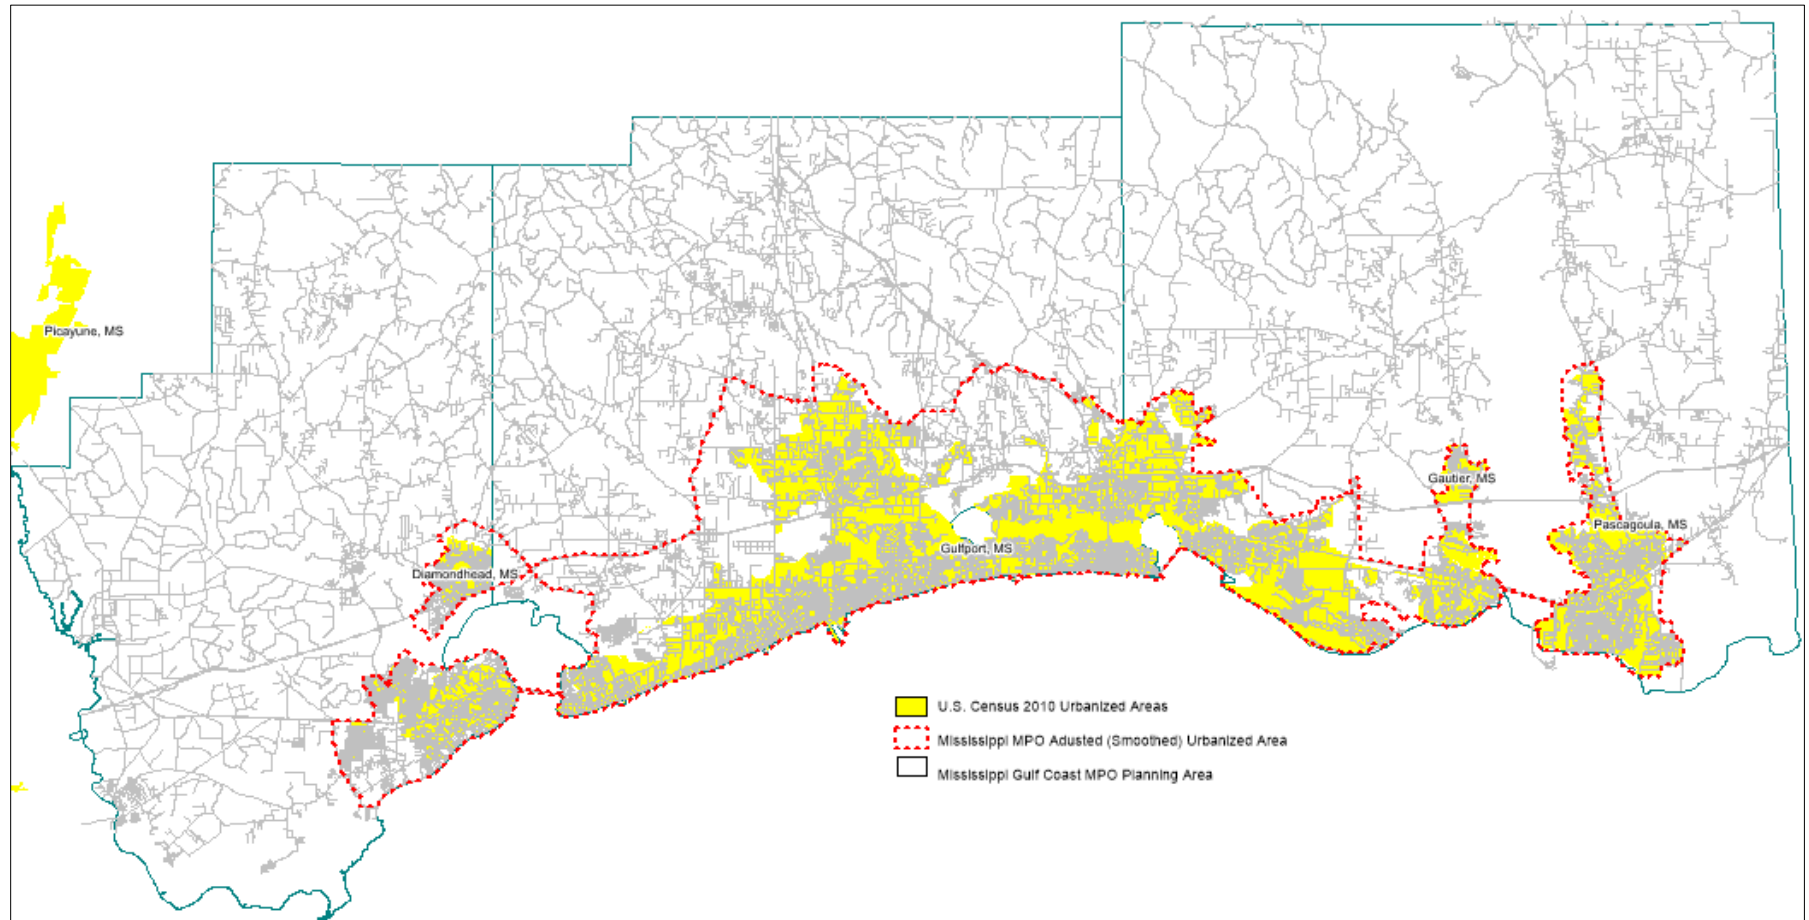 Picayune, MS
Gautier, MS
Pascagoula, MS
Gulfport, MS
Diamondhead, MS
U.S. Census 2010 Urbanized Areas
Mississippi MPO Adusted (Smoothed) Urbanized Area
Mississippi Gulf Coast MPO Planning Area